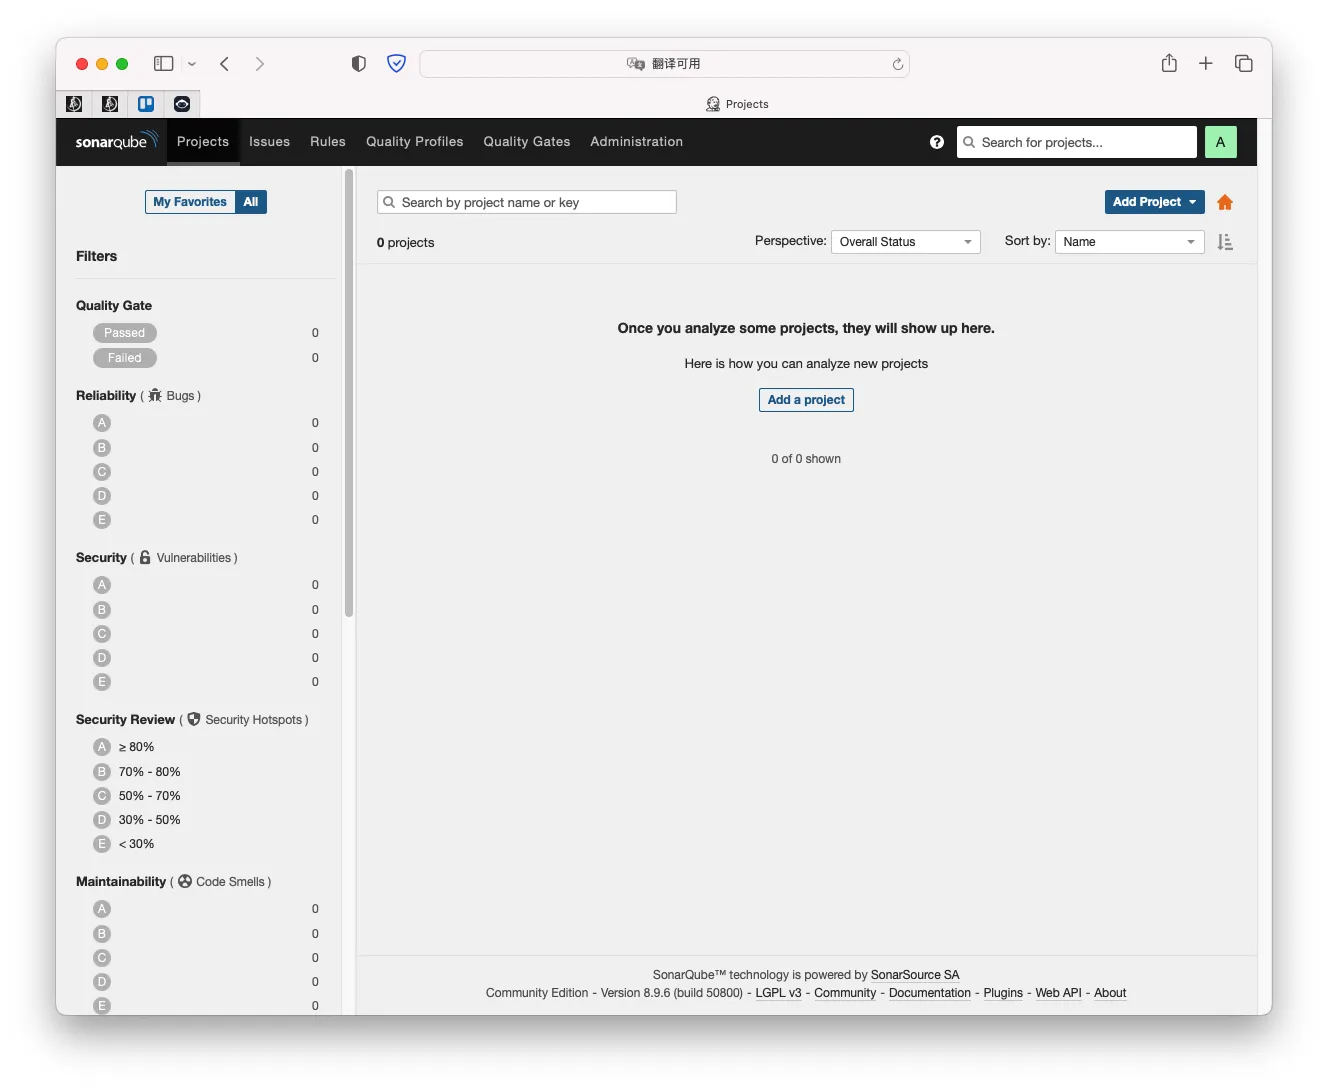 翻译可用
Projects
sonarqube Projects Issues Rules Quality Profiles Quality Gates Administration Search for projects... A
My Favorites All
Search by project name or key
Add Project
0 projects
Perspective: Overall Status Sort by: Name
Filters
Quality Gate
Passed 0
Failed 0
Reliability ( Bugs )
A 0
B 0
C 0
D 0
E 0
Security ( Vulnerabilities )
A 0
B 0
C 0
D 0
E 0
Security Review ( Security Hotspots )
A ≥ 80%
B 70% - 80%
C 50% - 70%
D 30% - 50%
E < 30%
Maintainability ( Code Smells )
A 0
B 0
C 0
D 0
E 0
Once you analyze some projects, they will show up here.
Here is how you can analyze new projects
Add a project
0 of 0 shown
SonarQube™ technology is powered by SonarSource SA
Community Edition - Version 8.9.6 (build 50800) - LGPL v3 - Community - Documentation - Plugins - Web API - About